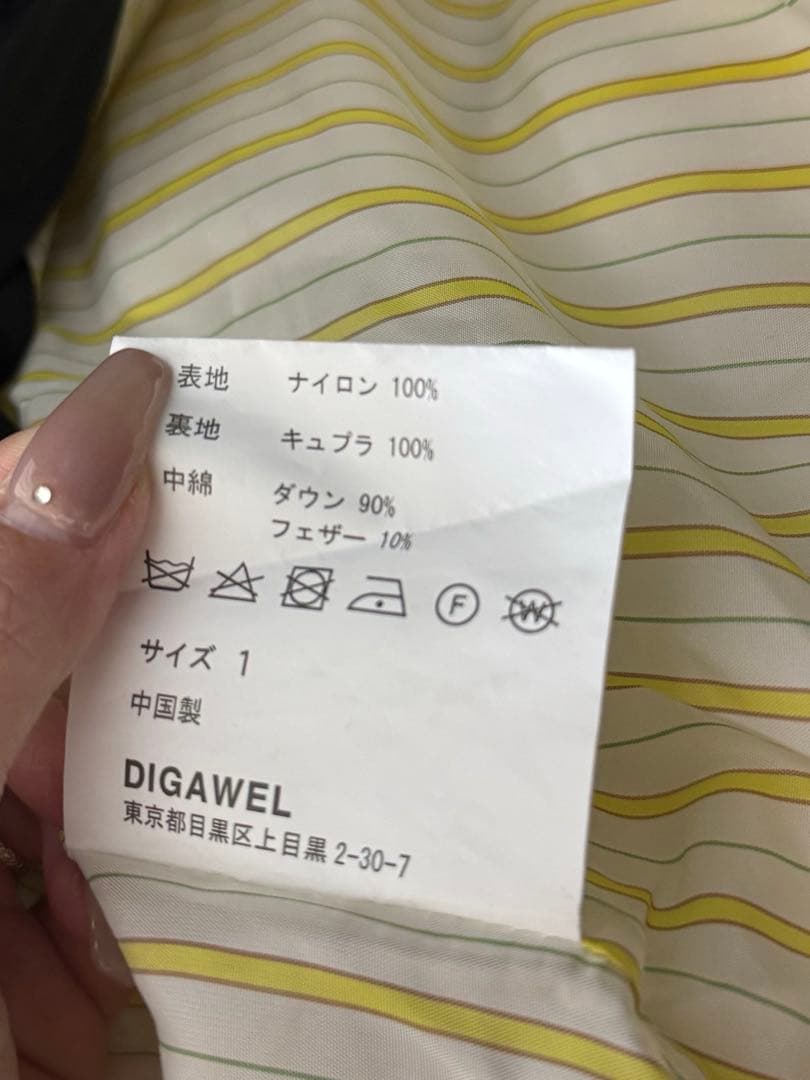 表地 ナイロン 100%
裏地 キュプラ 100%
中綿 ダウン 90%
フェザー 10%
F W
サイズ 1
中国製
DIGAWEL
東京都目黒区上目黒 2-30-7